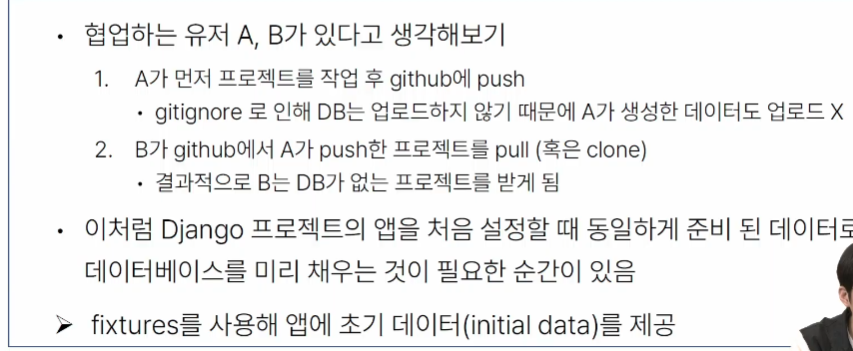 • 협업하는 유저 A, B가 있다고 생각해보기
1. A가 먼저 프로젝트를 작업 후 github에 push
• gitignore 로 인해 DB는 업로드하지 않기 때문에 A가 생성한 데이터도 업로드 X
2. B가 github에서 A가 push한 프로젝트를 pull (혹은 clone)
• 결과적으로 B는 DB가 없는 프로젝트를 받게 됨
• 이처럼 Django 프로젝트의 앱을 처음 설정할 때 동일하게 준비 된 데이터로
데이터베이스를 미리 채우는 것이 필요한 순간이 있음
➢ fixtures를 사용해 앱에 초기 데이터(initial data)를 제공